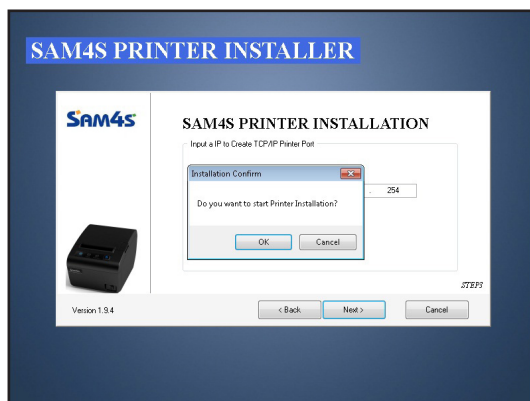 SAM4S PRINTER INSTALLER
SAM4S
SAM4S PRINTER INSTALLATION
Input a IP to Create TCP/IP Printer Port
Installation Confirm
. 254
Do you want to start Printer Installation?
OK
Cancel
STEP3
Version 1.9.4
< Back
Next >
Cancel